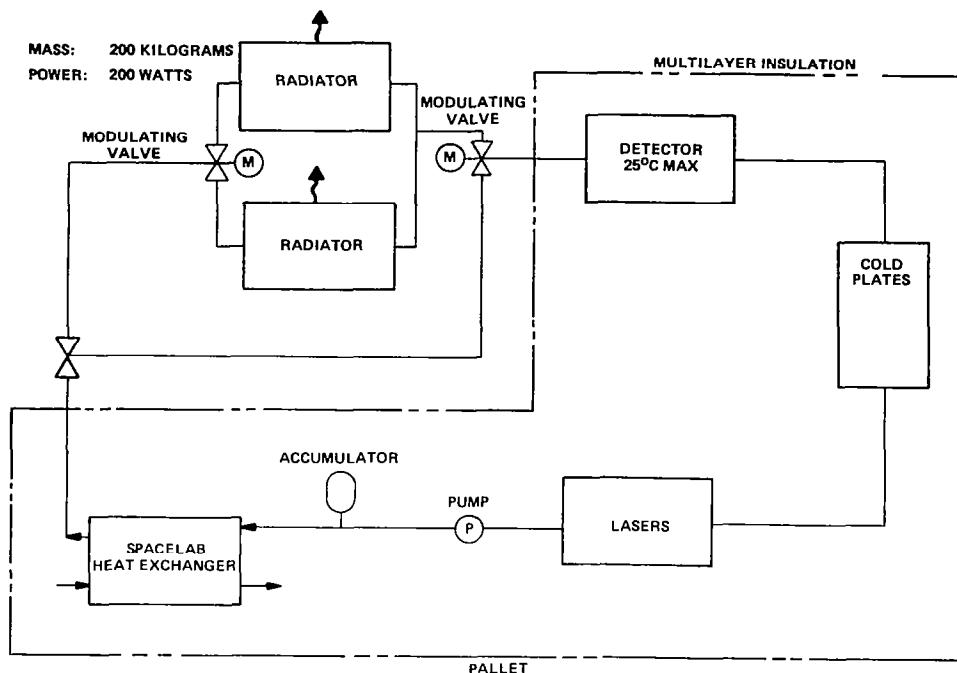 MASS: 200 KILOGRAMS
POWER: 200 WATTS
RADIATOR
MULTILAYER INSULATION
MODULATING
VALVE
MODULATING
VALVE
M
M
DETECTOR
25°C MAX
RADIATOR
COLD
PLATES
ACCUMULATOR
PUMP
P
LASERS
SPACELAB
HEAT EXCHANGER
PALLET